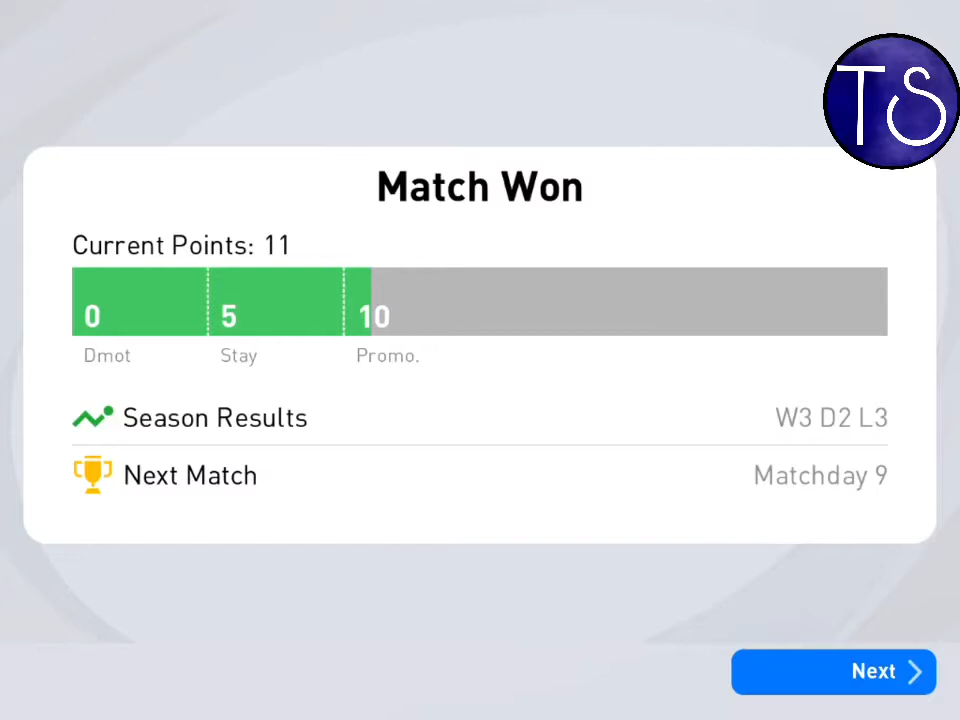 TS
Match Won
Current Points: 11
0 5 10
Dmot Stay Promo.
Season Results W3 D2 L3
Next Match Matchday 9
Next